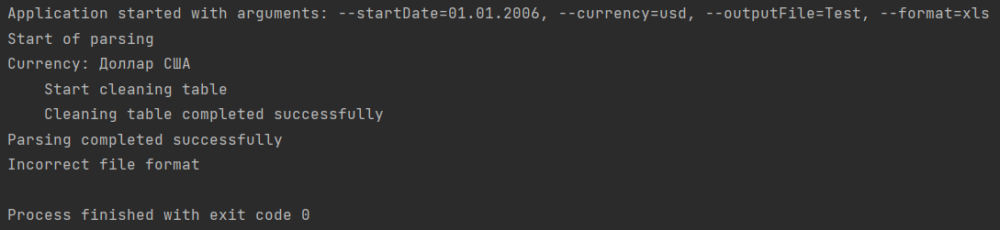 Application started with arguments: --startDate=01.01.2006, --currency=usd, --outputFile=Test, --format=xls
Start of parsing
Currency: Доллар США
    Start cleaning table
    Cleaning table completed successfully
Parsing completed successfully
Incorrect file format

Process finished with exit code 0